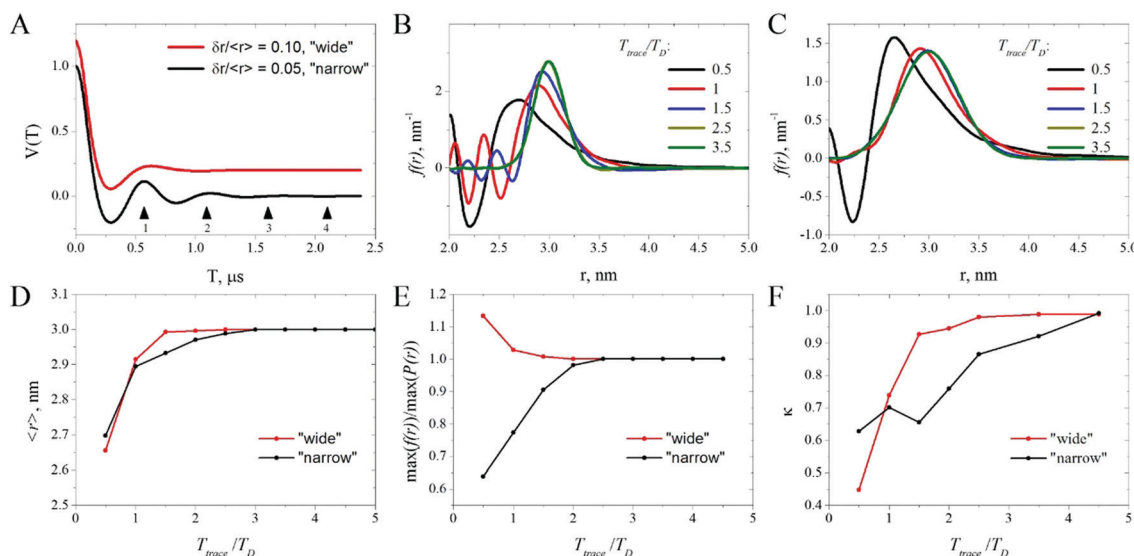 A
δr/<r> = 0.10, "wide"
δr/<r> = 0.05, "narrow"
V(T)
1.0
0.5
0.0
1
2
3
4
0.0 0.5 1.0 1.5 2.0 2.5
T, μs
B
T_trace/T_D:
0.5
1
1.5
2.5
3.5
f(r), nm⁻¹
2
0
2.0 2.5 3.0 3.5 4.0 4.5 5.0
r, nm
C
T_trace/T_D:
0.5
1
1.5
2.5
3.5
f(r), nm⁻¹
1.5
1.0
0.5
0.0
-0.5
-1.0
2.0 2.5 3.0 3.5 4.0 4.5 5.0
r, nm
D
<r>, nm
3.1
3.0
2.9
2.8
2.7
2.6
2.5
"wide"
"narrow"
0 1 2 3 4 5
T_trace/T_D
E
max(f(r))/max(P(r))
1.2
1.1
1.0
0.9
0.8
0.7
0.6
"wide"
"narrow"
0 1 2 3 4 5
T_trace/T_D
F
κ
1.0
0.9
0.8
0.7
0.6
0.5
0.4
"wide"
"narrow"
0 1 2 3 4 5
T_trace/T_D